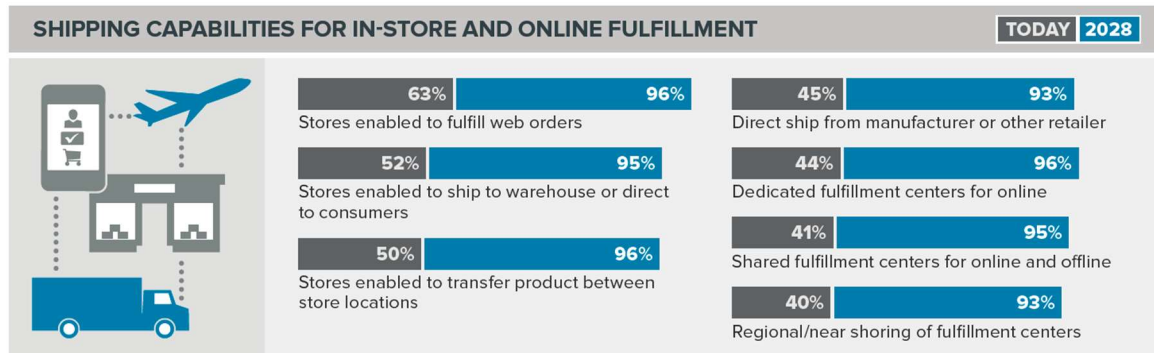 SHIPPING CAPABILITIES FOR IN-STORE AND ONLINE FULFILLMENT
TODAY 2028
63% 96%
Stores enabled to fulfill web orders
52% 95%
Stores enabled to ship to warehouse or direct
to consumers
50% 96%
Stores enabled to transfer product between
store locations
45% 93%
Direct ship from manufacturer or other retailer
44% 96%
Dedicated fulfillment centers for online
41% 95%
Shared fulfillment centers for online and offline
40% 93%
Regional/near shoring of fulfillment centers